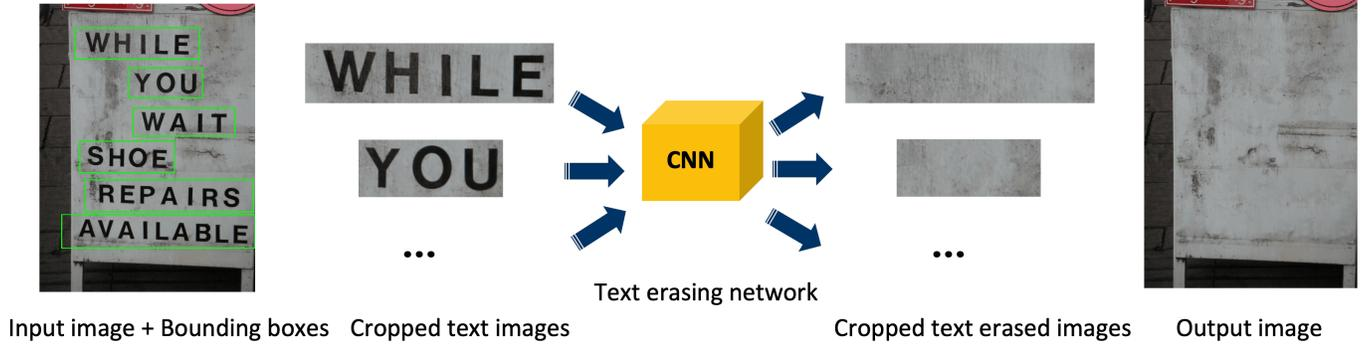 WHILE
YOU
WAIT
SHOE
REPAIRS
AVAILABLE
Input image + Bounding boxes
WHILE
YOU
...
Cropped text images
CNN
Text erasing network
...
Cropped text erased images
Output image